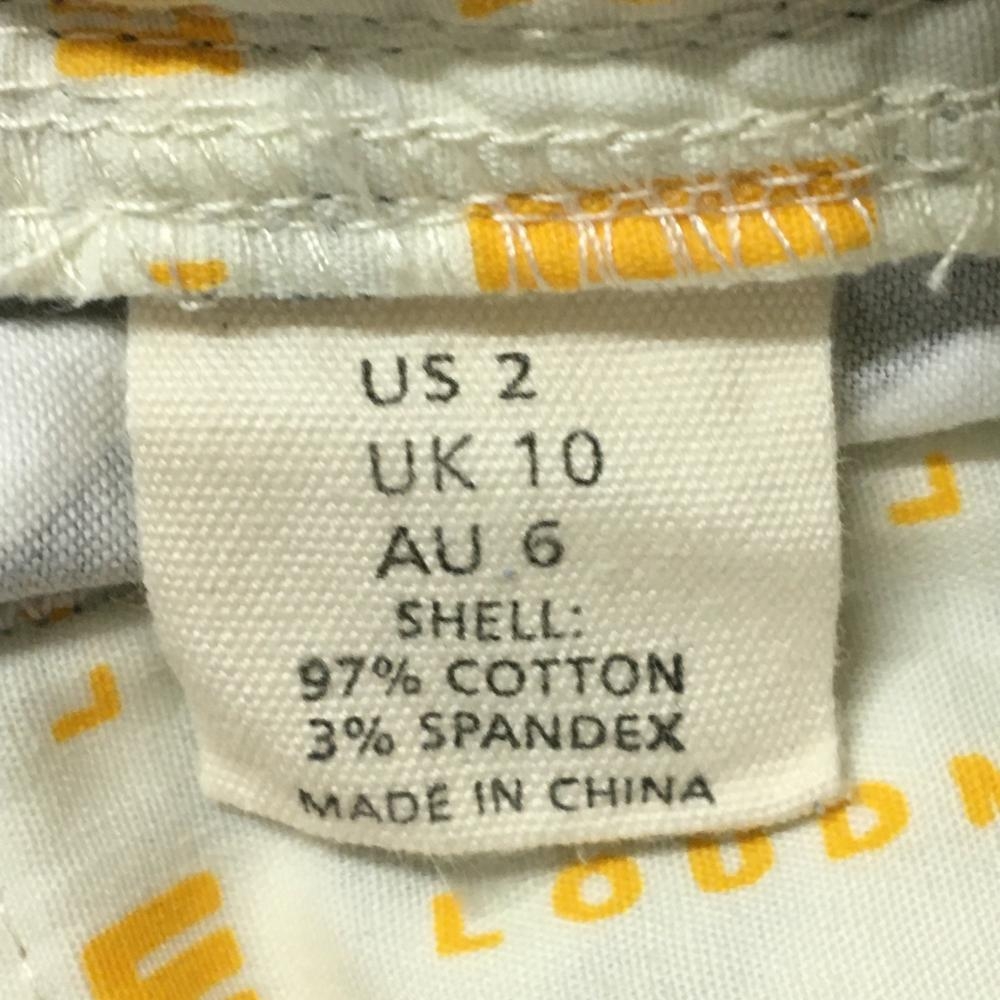 US 2
UK 10
AU 6
SHELL:
97% COTTON
3% SPANDEX
MADE IN CHINA